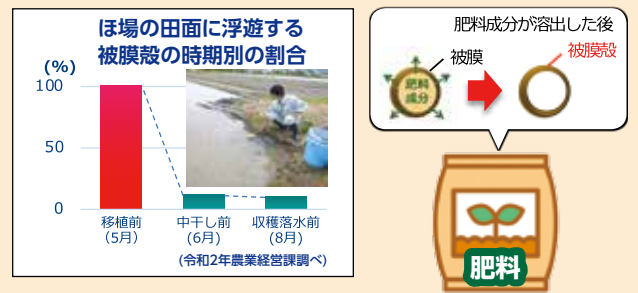 ほ場の田面に浮遊する
被膜殻の時期別の割合
(%)
100
50
0
移植前
(5月)
中干し前
(6月)
収穫落水前
(8月)
(令和2年農業経営課調べ)
肥料成分が溶出した後
被膜
被膜殻
肥料
成分
肥料